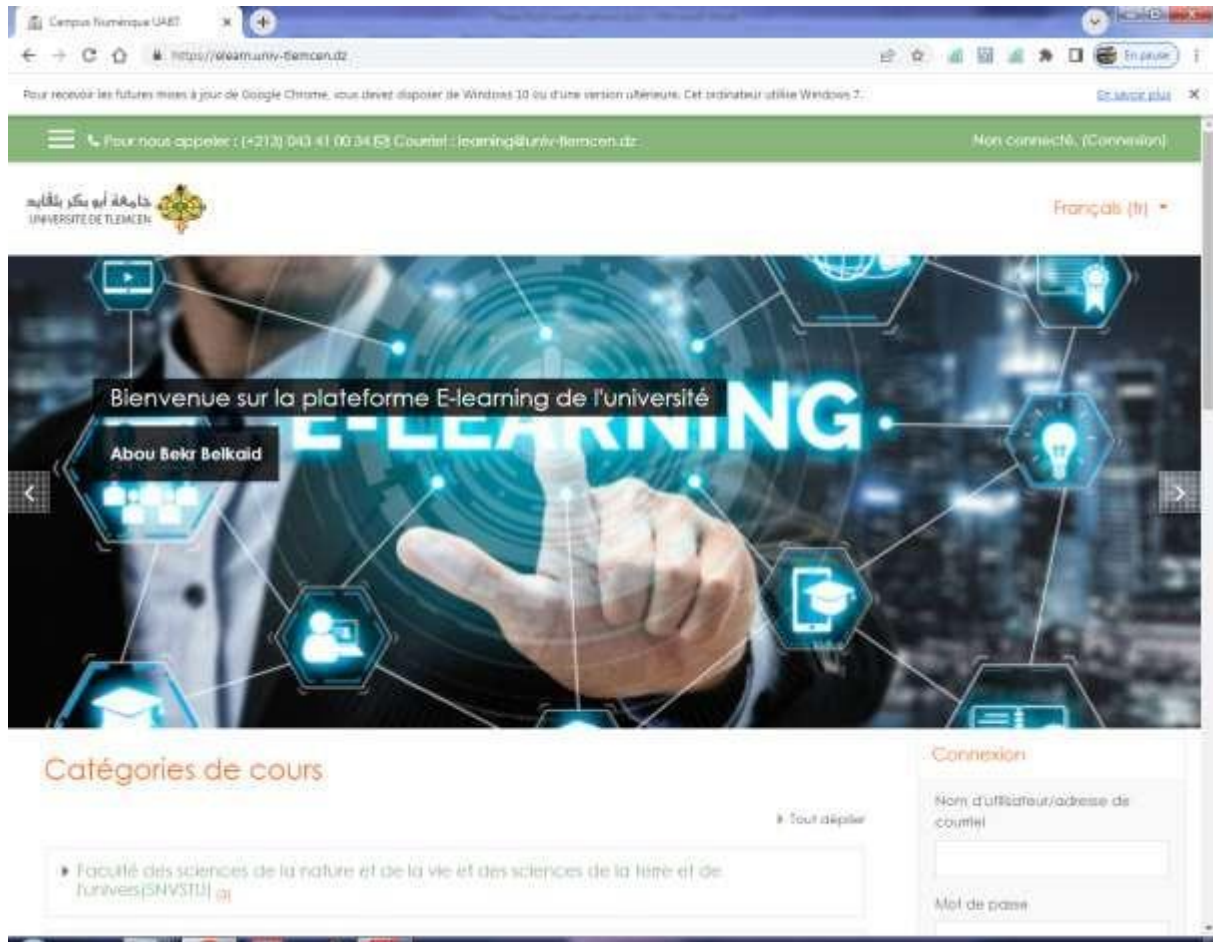 Campus Numérique UABT
https://elearn.univ-tlemcen.dz
En pause
Pour recevoir les futures mises à jour de Google Chrome, vous devez disposer de Windows 10 ou d'une version ultérieure. Cet ordinateur utilise Windows 7.
En savoir plus
Pour nous appeler : (+213) 043 41 00 34 Courriel : learning@univ-tlemcen.dz
Non connecté. (Connexion)
جامعة أبو بكر بلقايد
UNIVERSITE DE TLEMCEN
Français (fr)
Bienvenue sur la plateforme E-learning de l'université
E-LEARNING
Abou Bekr Belkaid
Catégories de cours
Connexion
Tout déplier
Nom d'utilisateur/adresse de
courriel
Faculté des sciences de la nature et de la vie et des sciences de la terre et de
l'univers(SNVSTU)
Mot de passe